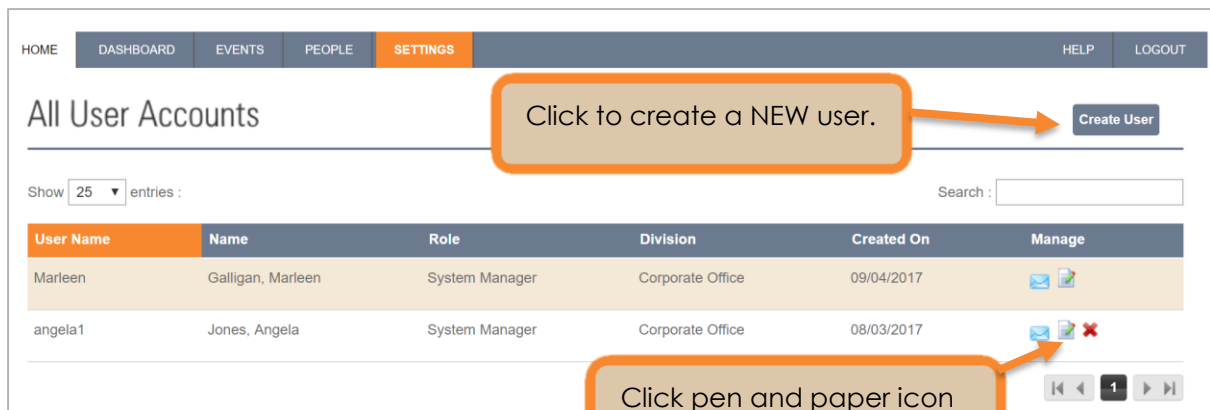 HOME DASHBOARD EVENTS PEOPLE SETTINGS HELP LOGOUT
All User Accounts
Click to create a NEW user.
Create User
Show 25 entries :
Search :
User Name Name Role Division Created On Manage
Marleen Galligan, Marleen System Manager Corporate Office 09/04/2017
angela1 Jones, Angela System Manager Corporate Office 08/03/2017
Click pen and paper icon
1